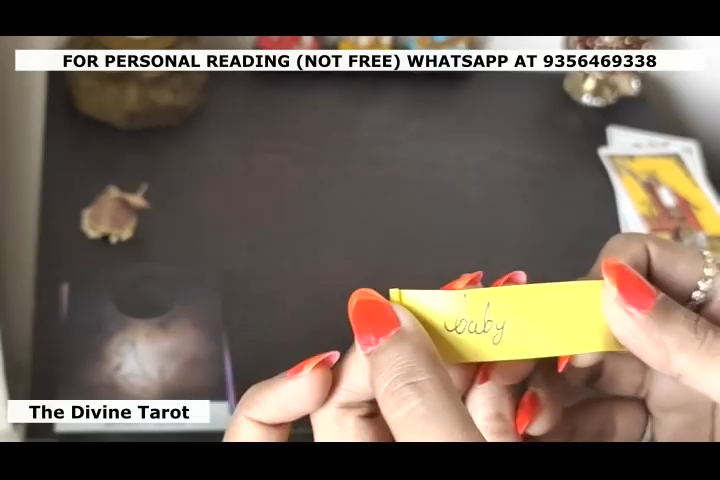 FOR PERSONAL READING (NOT FREE) WHATSAPP AT 9356469338
baby
The Divine Tarot